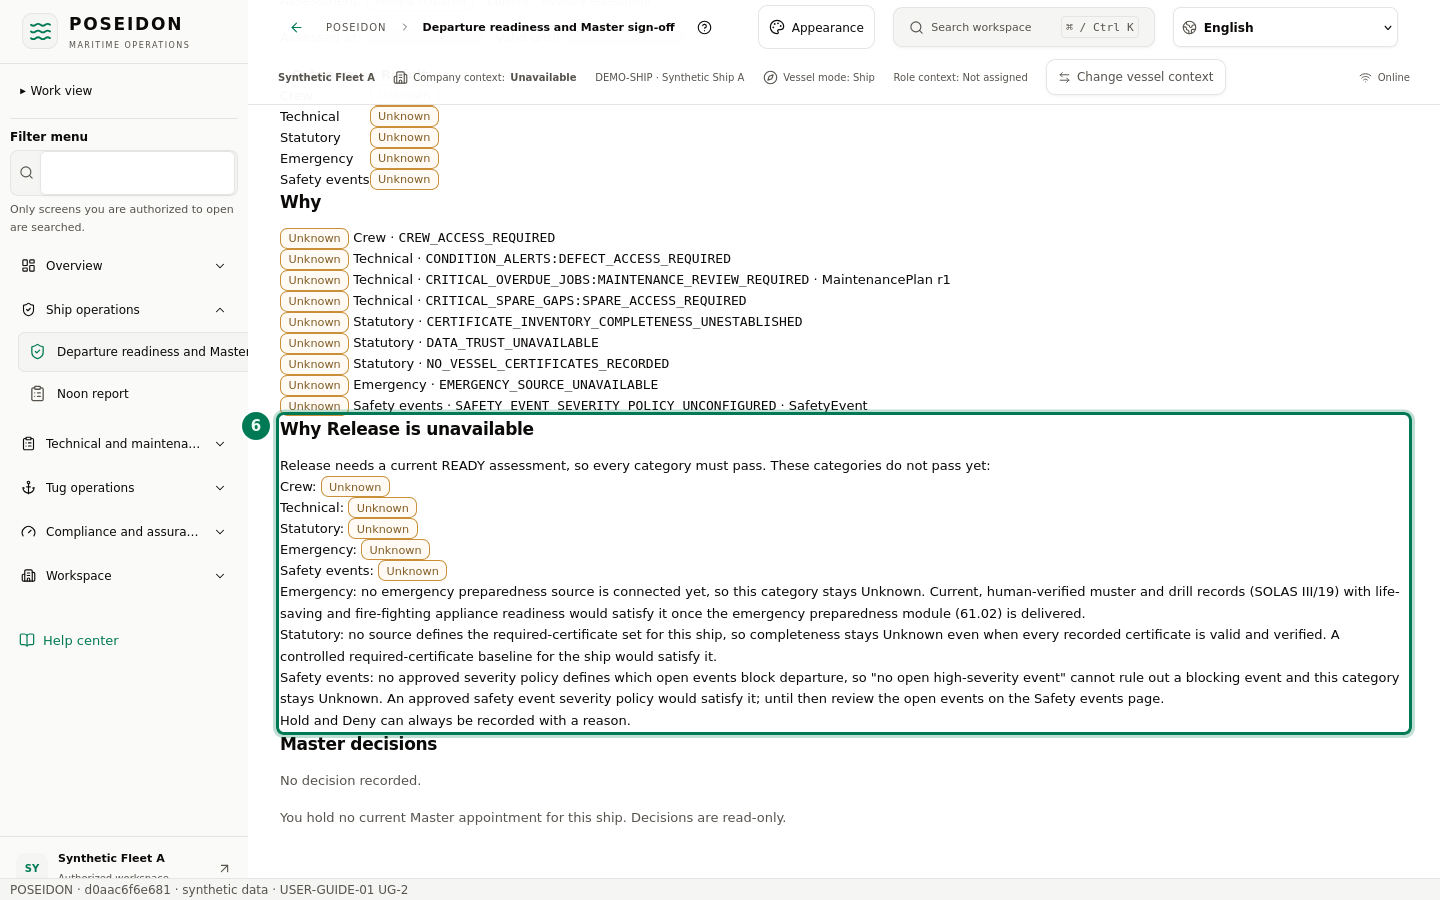 POSEIDON
MARITIME OPERATIONS
POSEIDON
Departure readiness and Master sign-off
Appearance
Search workspace
⌘ / Ctrl K
English
Synthetic Fleet A
Company context: Unavailable
DEMO-SHIP · Synthetic Ship A
Vessel mode: Ship
Role context: Not assigned
Change vessel context
Online
▸ Work view
Filter menu
Only screens you are authorized to open
are searched.
Overview
Ship operations
Departure readiness and Master
Noon report
Technical and maintena...
Tug operations
Compliance and assura...
Workspace
Help center
SY
Synthetic Fleet A
Authorized workspace
Technical Unknown
Statutory Unknown
Emergency Unknown
Safety events Unknown
Why
Unknown Crew · CREW_ACCESS_REQUIRED
Unknown Technical · CONDITION_ALERTS:DEFECT_ACCESS_REQUIRED
Unknown Technical · CRITICAL_OVERDUE_JOBS:MAINTENANCE_REVIEW_REQUIRED · MaintenancePlan r1
Unknown Technical · CRITICAL_SPARE_GAPS:SPARE_ACCESS_REQUIRED
Unknown Statutory · CERTIFICATE_INVENTORY_COMPLETENESS_UNESTABLISHED
Unknown Statutory · DATA_TRUST_UNAVAILABLE
Unknown Statutory · NO_VESSEL_CERTIFICATES_RECORDED
Unknown Emergency · EMERGENCY_SOURCE_UNAVAILABLE
Unknown Safety events · SAFETY_EVENT_SEVERITY_POLICY_UNCONFIGURED · SafetyEvent
6
Why Release is unavailable
Release needs a current READY assessment, so every category must pass. These categories do not pass yet:
Crew: Unknown
Technical: Unknown
Statutory: Unknown
Emergency: Unknown
Safety events: Unknown
Emergency: no emergency preparedness source is connected yet, so this category stays Unknown. Current, human-verified muster and drill records (SOLAS III/19) with life-
saving and fire-fighting appliance readiness would satisfy it once the emergency preparedness module (61.02) is delivered.
Statutory: no source defines the required-certificate set for this ship, so completeness stays Unknown even when every recorded certificate is valid and verified. A
controlled required-certificate baseline for the ship would satisfy it.
Safety events: no approved severity policy defines which open events block departure, so "no open high-severity event" cannot rule out a blocking event and this category
stays Unknown. An approved safety event severity policy would satisfy it; until then review the open events on the Safety events page.
Hold and Deny can always be recorded with a reason.
Master decisions
No decision recorded.
You hold no current Master appointment for this ship. Decisions are read-only.
POSEIDON · d0aac6f6e681 · synthetic data · USER-GUIDE-01 UG-2